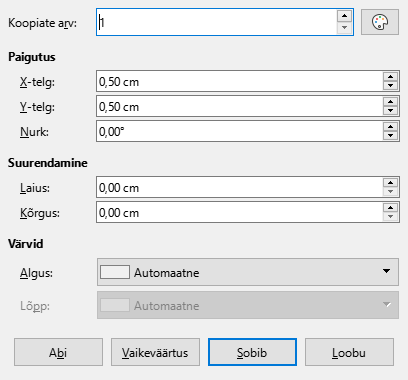 Koopiate arv: 1
Paigutus
X-telg: 0,50 cm
Y-telg: 0,50 cm
Nurk: 0,00°
Suurendamine
Laius: 0,00 cm
Kõrgus: 0,00 cm
Värvid
Algus: Automaatne
Lõpp: Automaatne
Abi Vaikeväärtus Sobib Loobu